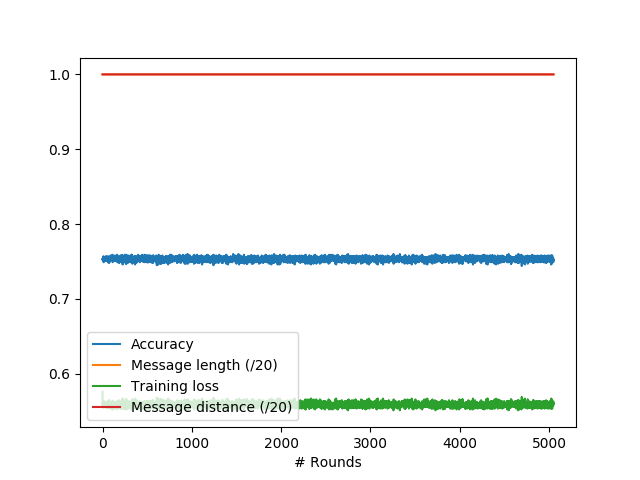 1.0
0.9
0.8
0.7
0.6
Accuracy
Message length (/20)
Training loss
Message distance (/20)
0 1000 2000 3000 4000 5000
# Rounds